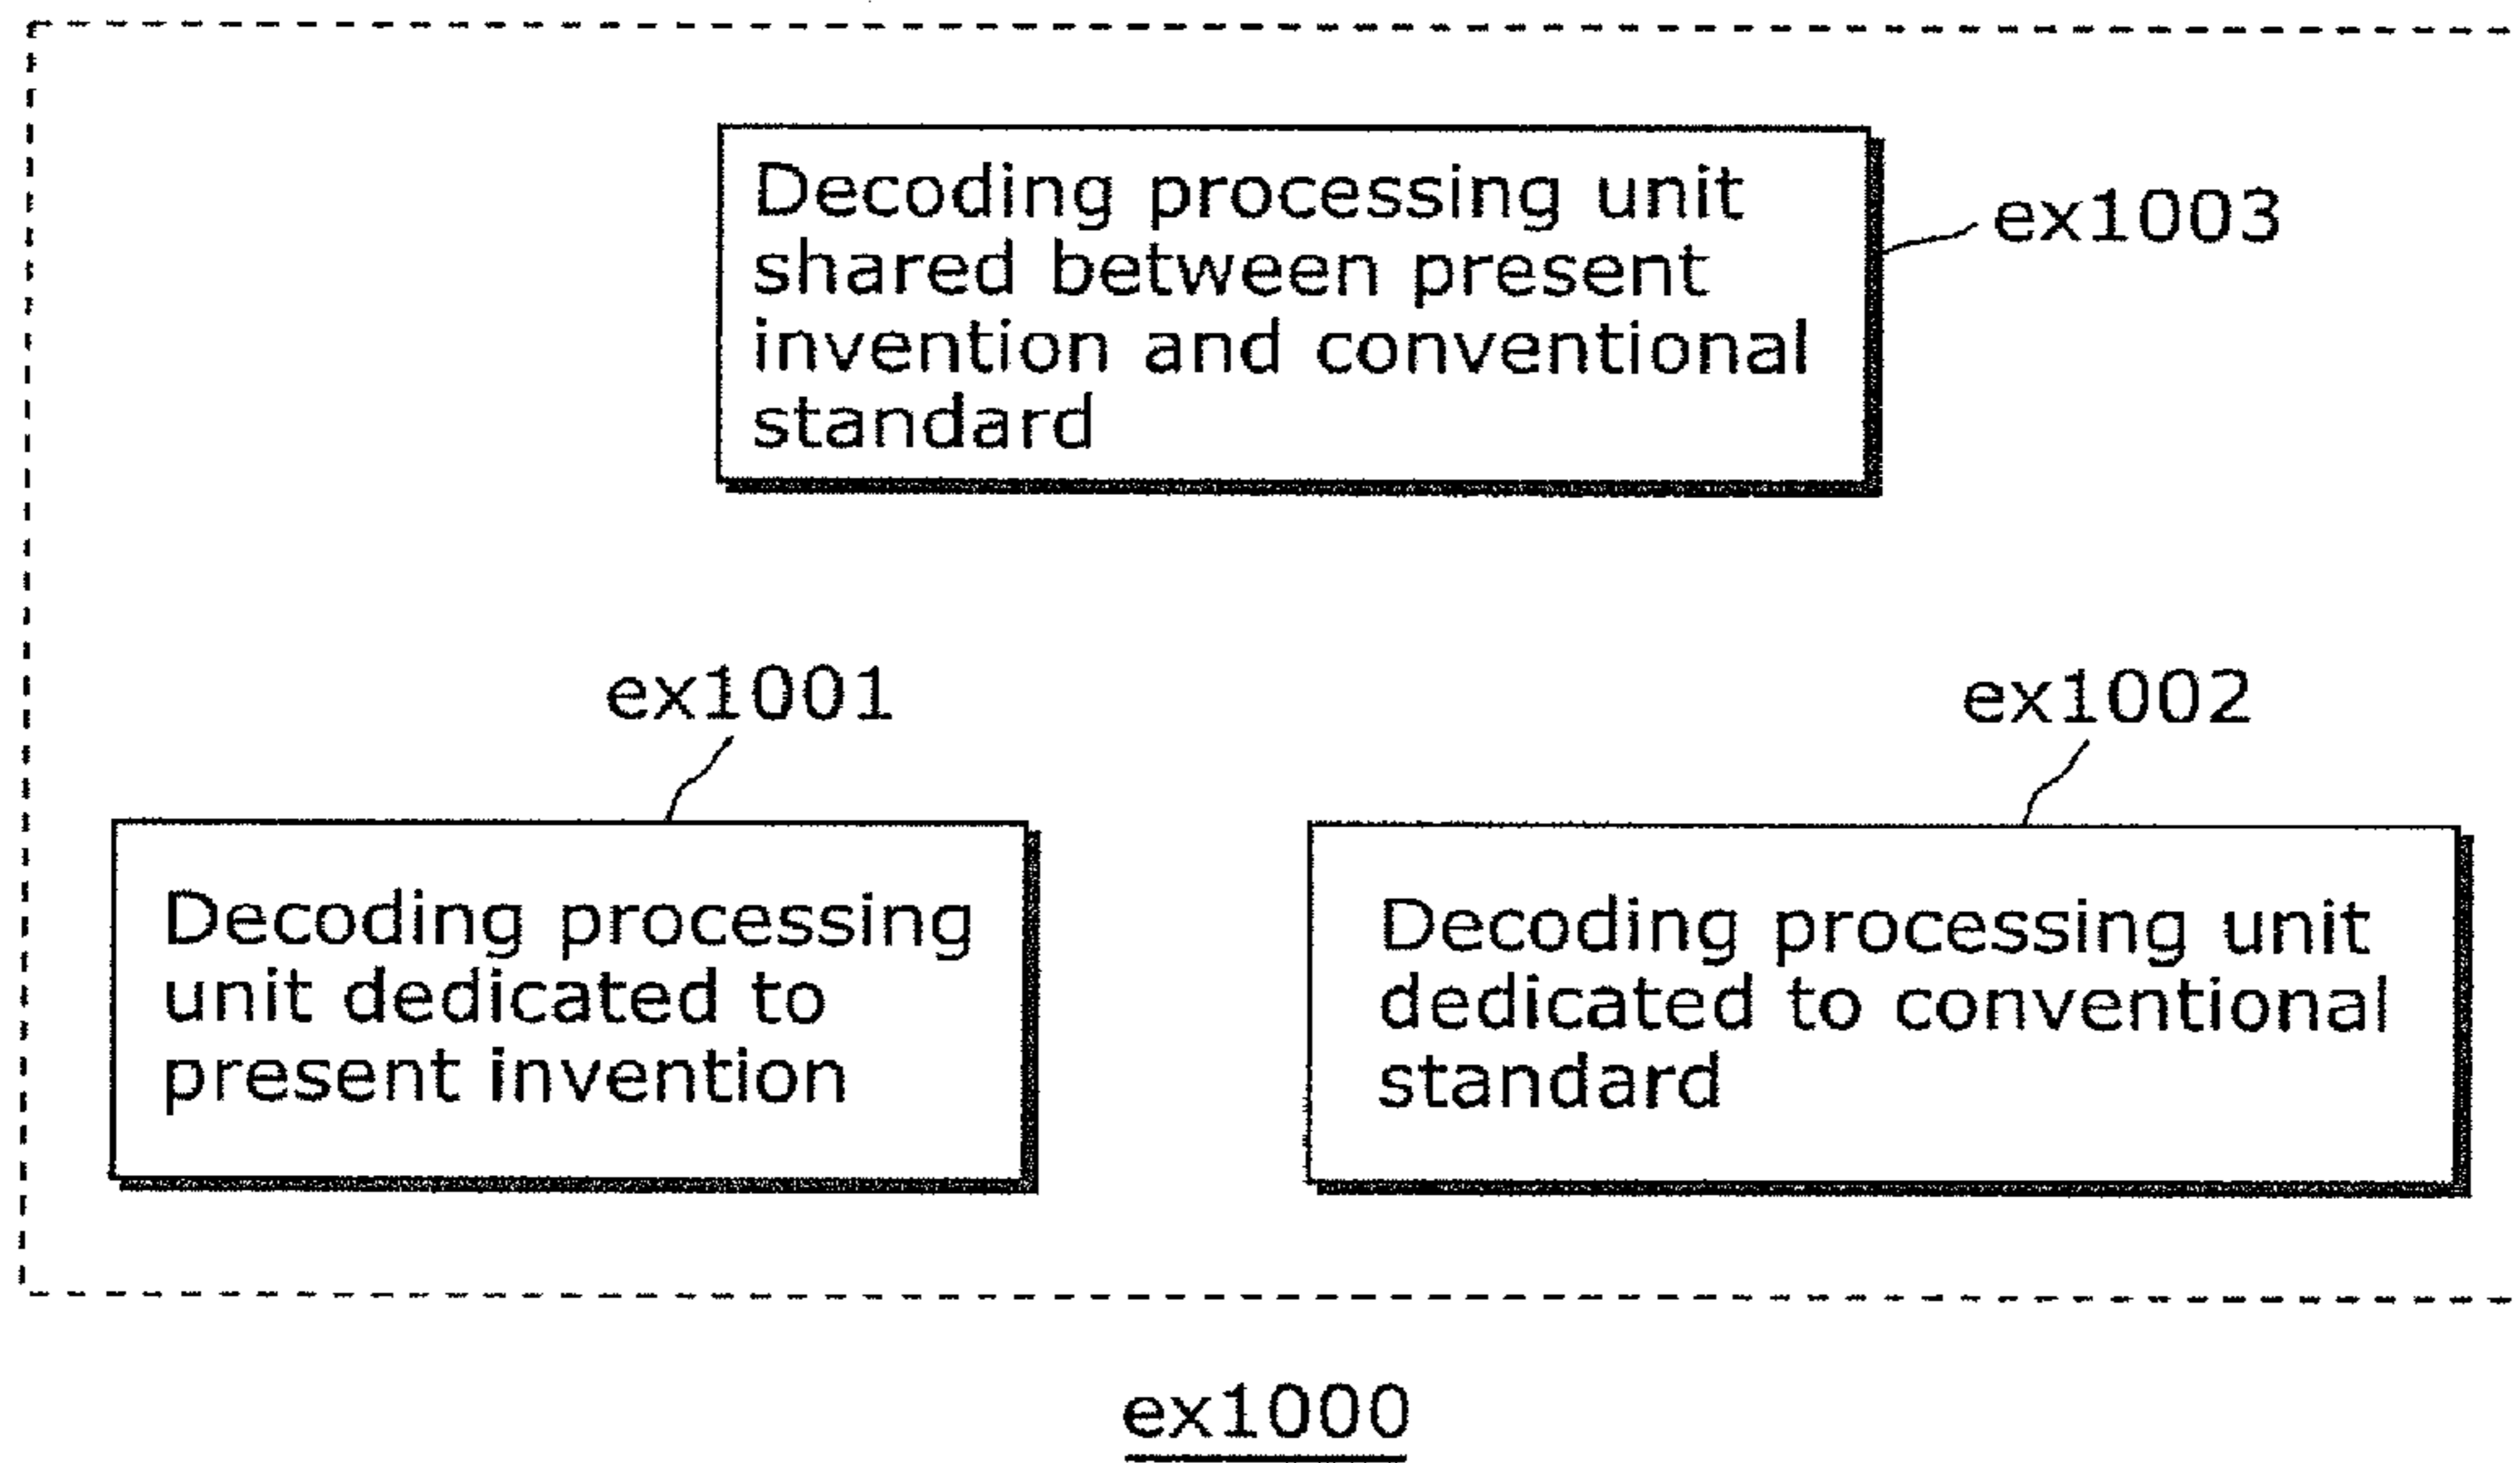 Decoding processing unit
shared between present
invention and conventional
standard
ex1003
ex1001
ex1002
Decoding processing
unit dedicated to
present invention
Decoding processing unit
dedicated to conventional
standard
ex1000